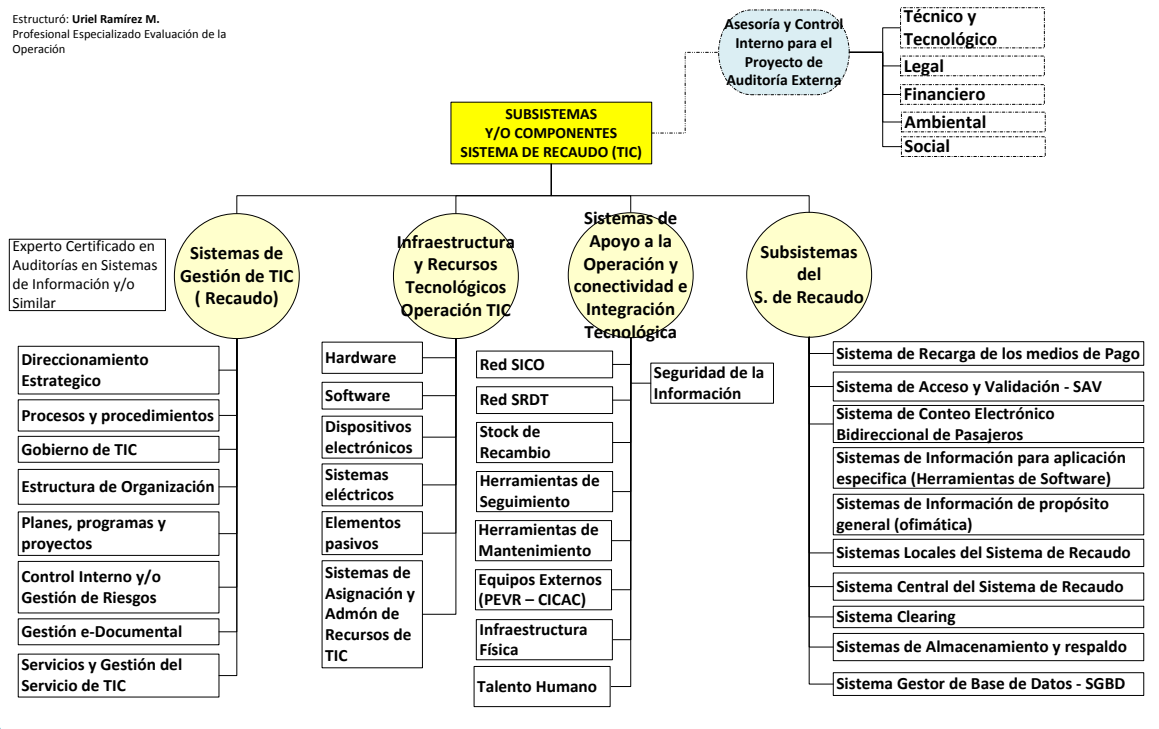 Estructuró: Uriel Ramírez M.
Profesional Especializado Evaluación de la
Operación
Asesoría y Control
Interno para el
Proyecto de
Auditoría Externa
Técnico y
Tecnológico
Legal
Financiero
Ambiental
Social
SUBSISTEMAS
Y/O COMPONENTES
SISTEMA DE RECAUDO (TIC)
Experto Certificado en
Auditorías en Sistemas
de Información y/o
Similar
Sistemas de
Gestión de TIC
( Recaudo)
Direccionamiento
Estrategico
Procesos y procedimientos
Gobierno de TIC
Estructura de Organización
Planes, programas y
proyectos
Control Interno y/o
Gestión de Riesgos
Gestión e-Documental
Servicios y Gestión del
Servicio de TIC
Infraestructura
y Recursos
Tecnológicos
Operación TIC
Hardware
Software
Dispositivos
electrónicos
Sistemas
eléctricos
Elementos
pasivos
Sistemas de
Asignación y
Admón de
Recursos de
TIC
Sistemas de
Apoyo a la
Operación y
conectividad e
Integración
Tecnológica
Red SICO
Red SRDT
Stock de
Recambio
Herramientas de
Seguimiento
Herramientas de
Mantenimiento
Equipos Externos
(PEVR – CICAC)
Infraestructura
Física
Talento Humano
Seguridad de la
Información
Subsistemas
del
S. de Recaudo
Sistema de Recarga de los medios de Pago
Sistema de Acceso y Validación - SAV
Sistema de Conteo Electrónico
Bidireccional de Pasajeros
Sistemas de Información para aplicación
especifica (Herramientas de Software)
Sistemas de Información de propósito
general (ofimática)
Sistemas Locales del Sistema de Recaudo
Sistema Central del Sistema de Recaudo
Sistema Clearing
Sistemas de Almacenamiento y respaldo
Sistema Gestor de Base de Datos - SGBD